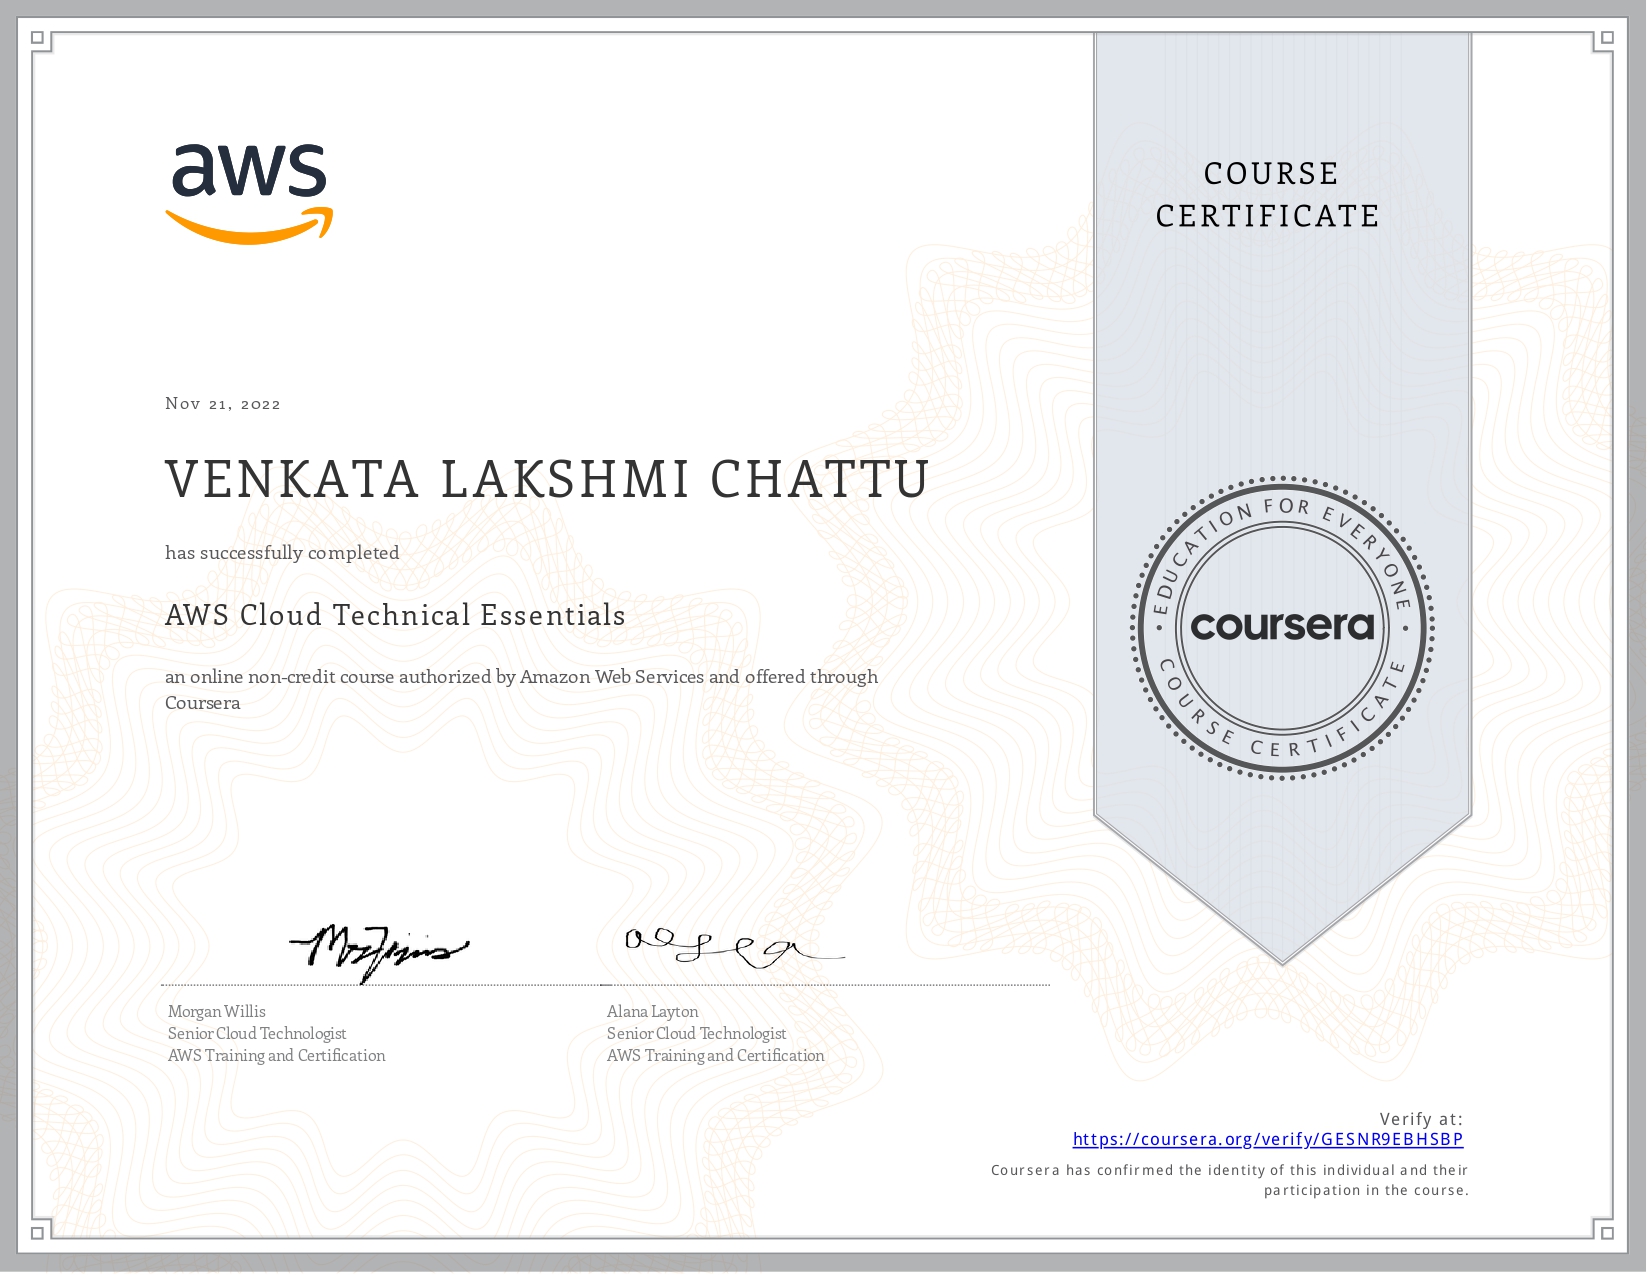 aws
COURSE
CERTIFICATE
Nov 21, 2022
VENKATA LAKSHMI CHATTU
has successfully completed
AWS Cloud Technical Essentials
an online non-credit course authorized by Amazon Web Services and offered through
Coursera
EDUCATION FOR EVERYONE
coursera
COURSE CERTIFICATE
Morgan Willis
Senior Cloud Technologist
AWS Training and Certification
Alana Layton
Senior Cloud Technologist
AWS Training and Certification
Verify at:
https://coursera.org/verify/GESNR9EBHSBP
Coursera has confirmed the identity of this individual and their
participation in the course.